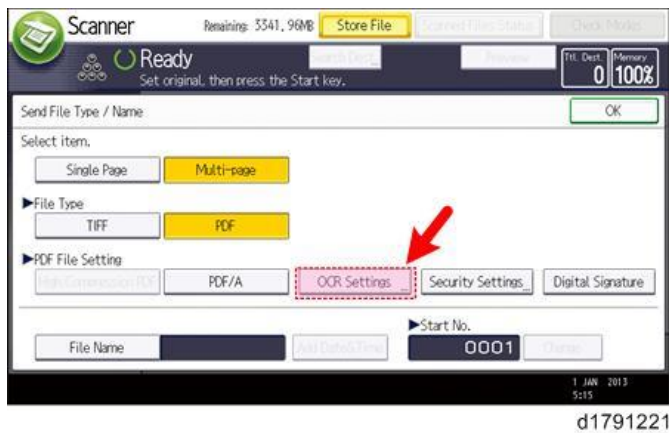 Scanner Remaining: 3341,96MB Store File Scanned Files Status Check Modes
Ready Search Dest. Preview Ttl. Dest. Memory
Set original, then press the Start key. 0 100%
Send File Type / Name OK
Select item.
Single Page Multi-page
▶File Type
TIFF PDF
▶PDF File Setting
High Compression PDF PDF/A OCR Settings Security Settings Digital Signature
▶Start No.
File Name Add Date&Time 0001 Change
1 JAN 2013
5:15
d1791221